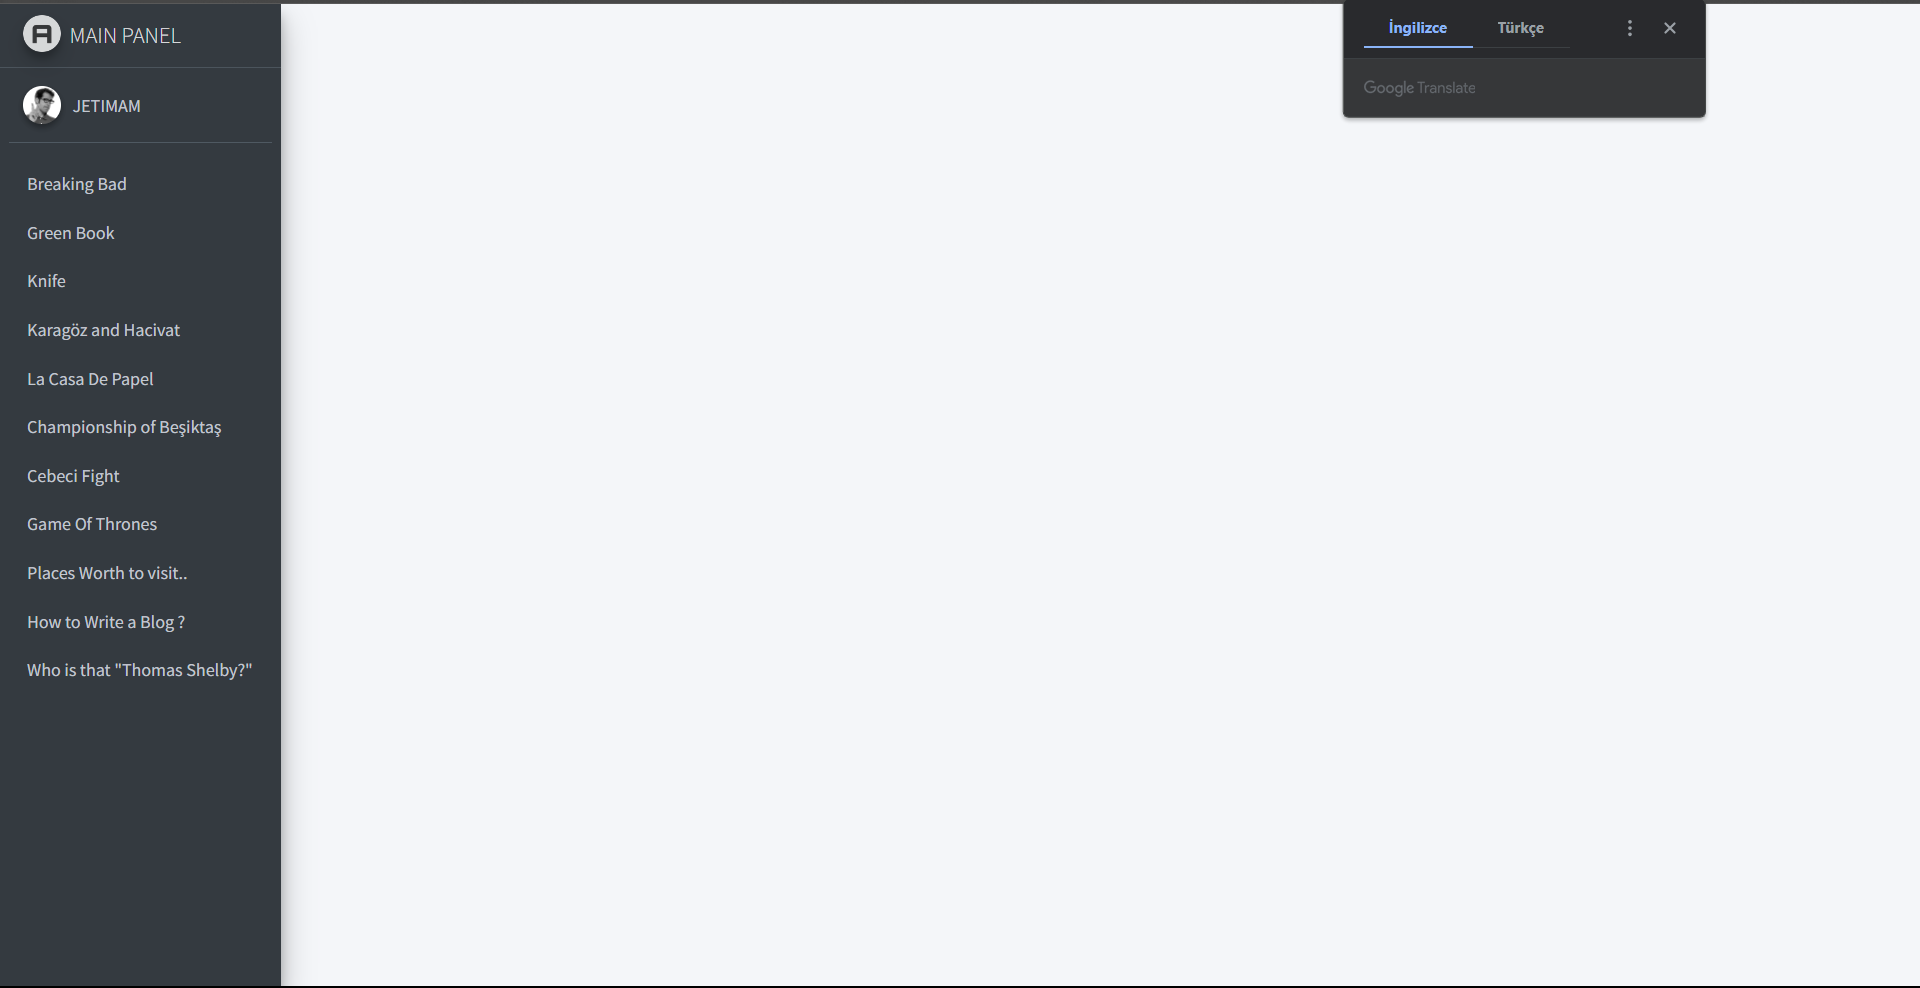 MAIN PANEL
JETIMAM
Breaking Bad
Green Book
Knife
Karagöz and Hacivat
La Casa De Papel
Championship of Beşiktaş
Cebeci Fight
Game Of Thrones
Places Worth to visit..
How to Write a Blog ?
Who is that "Thomas Shelby?"
İngilizce Türkçe
Google Translate